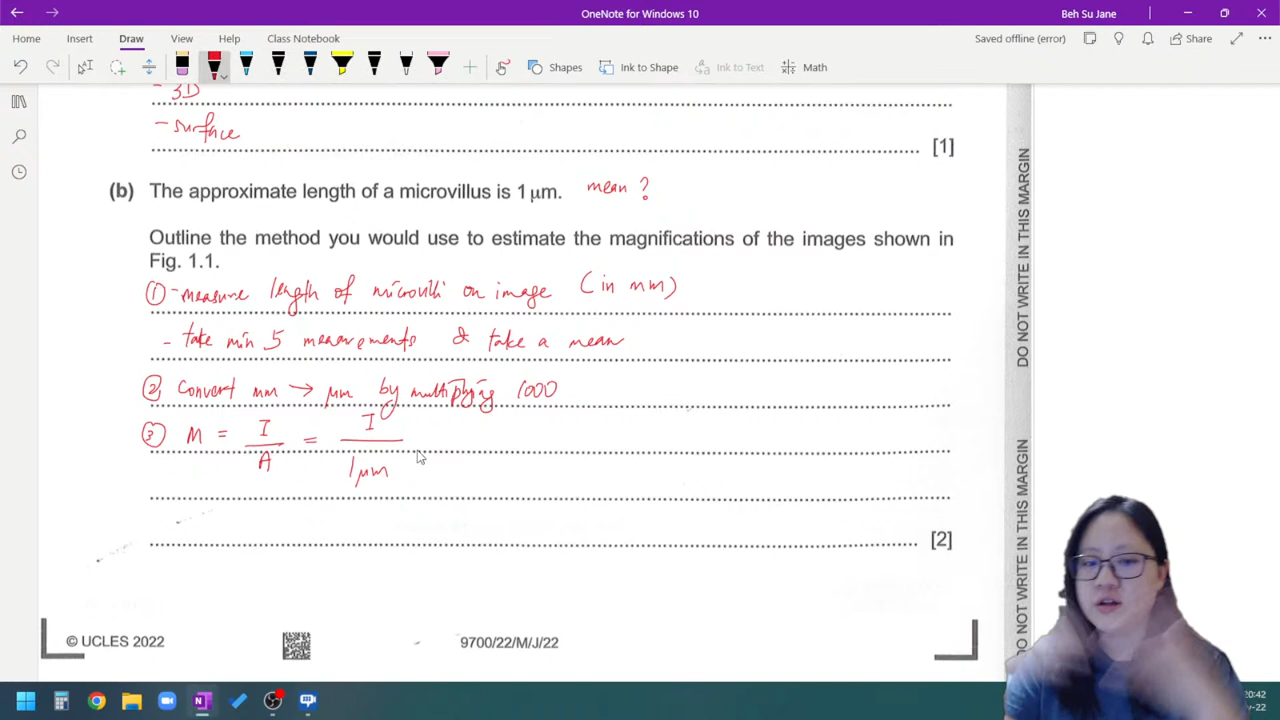 OneNote for Windows 10
Beh Su Jane
Home Insert Draw View Help Class Notebook
Saved offline (error)
Share
Shapes
Ink to Shape
Ink to Text
Math
- 3D
- surface
[1]
(b) The approximate length of a microvillus is 1 μm. mean ?
Outline the method you would use to estimate the magnifications of the images shown in
Fig. 1.1.
① - measure length of microvilli on image (in mm)
- take min 5 measurements & take a mean
② Convert mm → μm by multiplying 1000
③ M = I / A = I / 1μm
[2]
© UCLES 2022
9700/22/M/J/22
DO NOT WRITE IN THIS MARGIN
DO NOT WRITE IN THIS MARGIN
20:42
-22